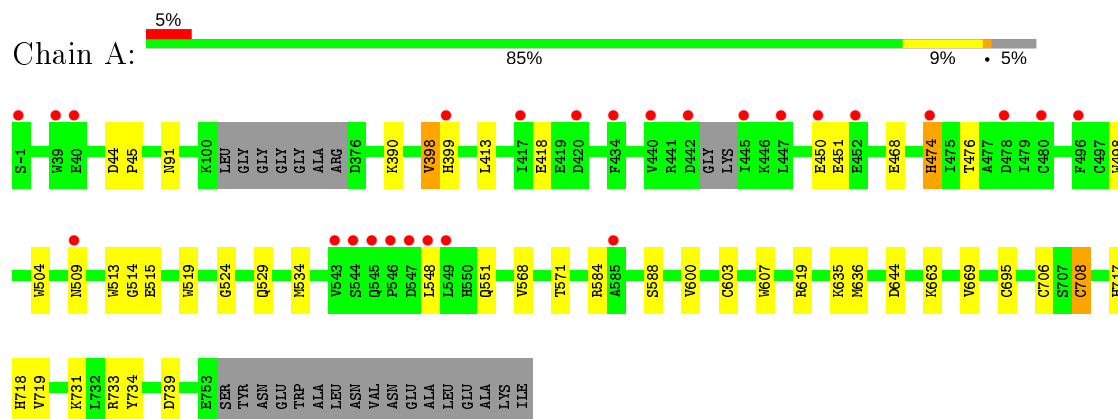 5%
Chain A:
85% 9% • 5%
S-1 W39 E40 D44 P45 N91 K100 LEU GLY GLY GLY GLY ALA ARG D376 K390 V398 H399 L413 I417 E418 E419 D420 F434 V440 R441 D442 GLY LYS I445 K446 L447 E450 E451 E452 E468 H474 I475 T476 A477 D478 I479 C480 F496 C497 W498
W504 N509 W513 G514 E515 W519 G524 Q529 M534 V543 S544 Q545 P546 D547 L548 L549 H550 Q551 V568 T571 R584 A585 S588 V600 C603 W607 R619 K635 M636 D644 K663 V669 C695 C706 S707 C708 H717
H718 V719 K731 L732 R733 Y734 D739 E753 SER TYR ASN GLU TRP ALA LEU ASN VAL ASN GLU ALA LEU GLU ALA LYS ILE